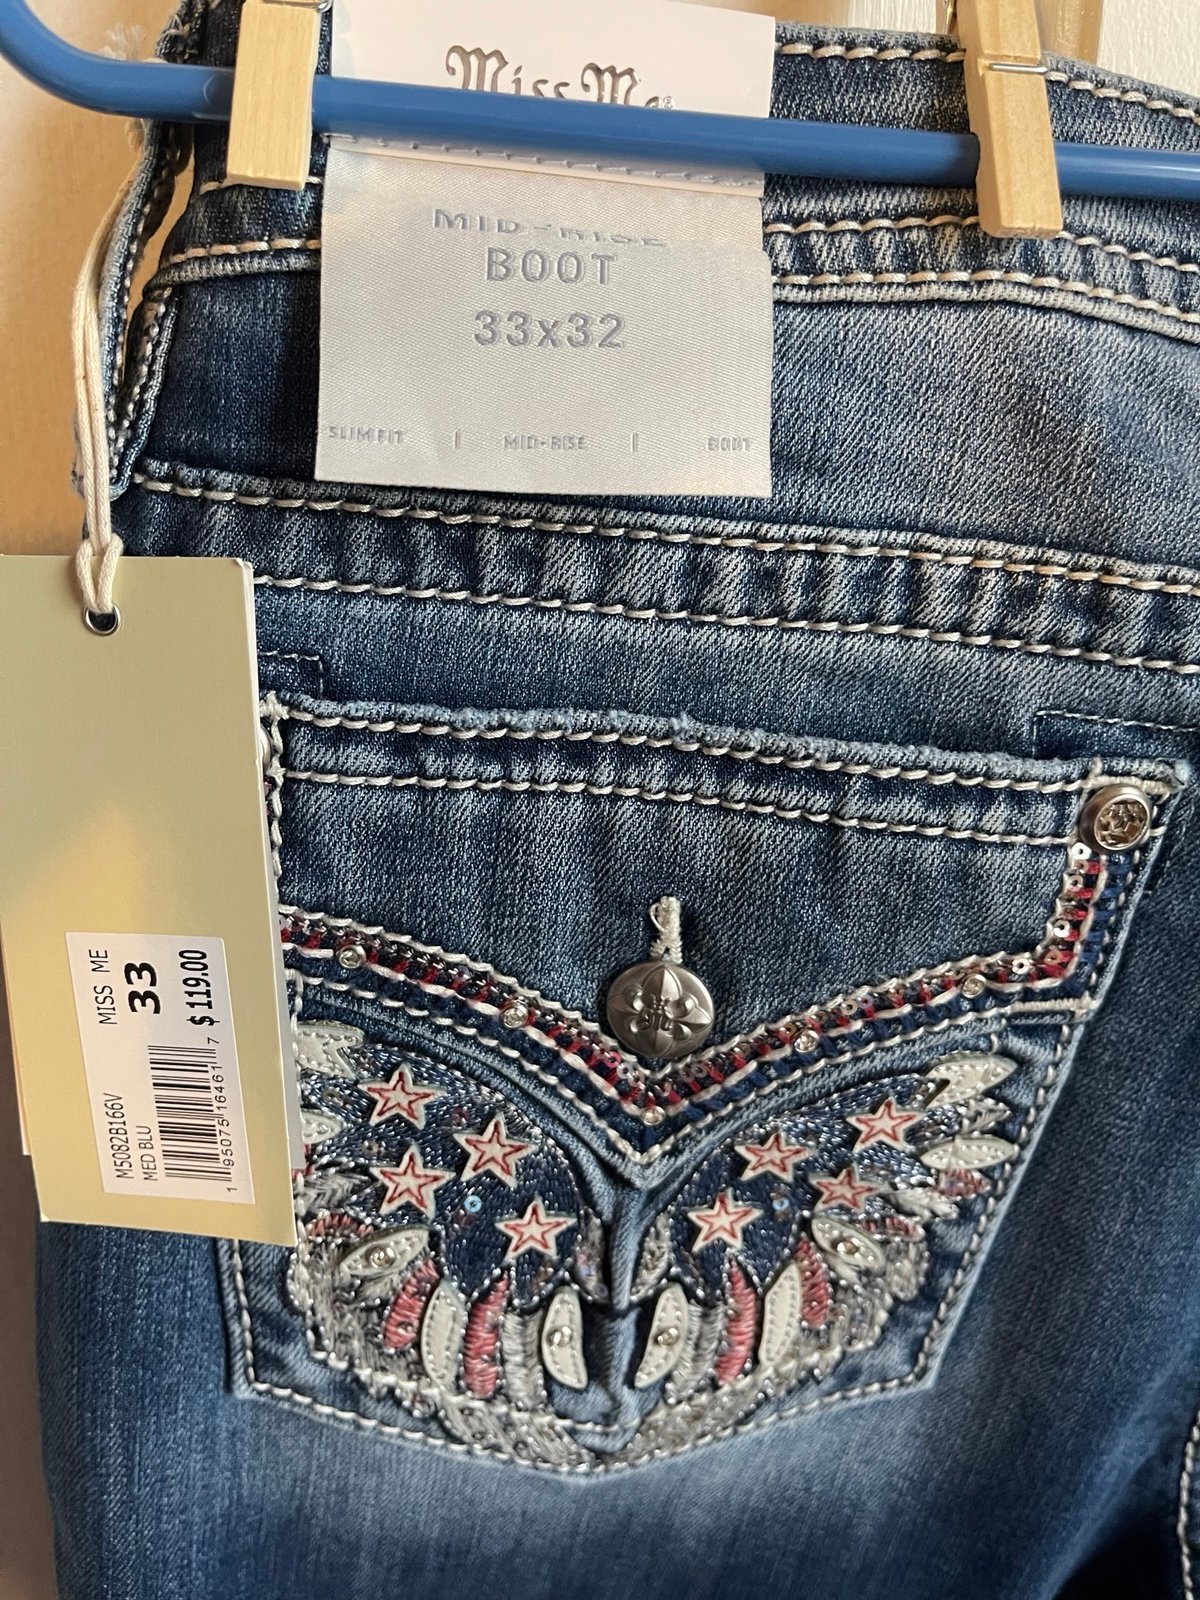 Miss Me®
MID-RISE
BOOT
33x32
SLIM FIT | MID-RISE | BOOT
MISS ME
33
$119.00
M5082B166V
MED BLU
1 95075 16461 7